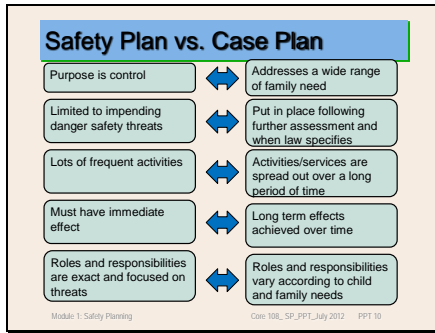 Safety Plan vs. Case Plan
Purpose is control
Addresses a wide range
of family need
Limited to impending
danger safety threats
Put in place following
further assessment and
when law specifies
Lots of frequent activities
Activities/services are
spread out over a long
period of time
Must have immediate
effect
Long term effects
achieved over time
Roles and responsibilities
are exact and focused on
threats
Roles and responsibilities
vary according to child
and family needs
Module 1: Safety Planning
Core 108_ SP_PPT_July 2012 PPT 10